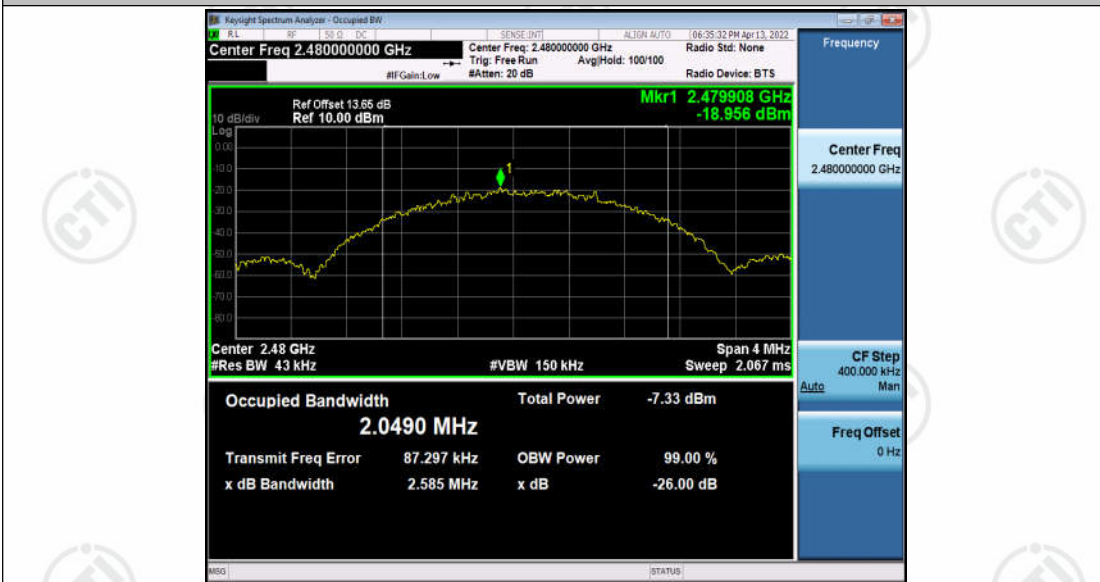 Keysight Spectrum Analyzer - Occupied BW
RL RF 50 Ω DC SENSE:INT ALIGN AUTO 06:35:32 PM Apr 13, 2022
Center Freq 2.480000000 GHz
Center Freq: 2.480000000 GHz
Radio Std: None
Trig: Free Run Avg|Hold: 100/100
#IFGain:Low
#Atten: 20 dB
Radio Device: BTS
Frequency
Mkr1 2.479908 GHz
-18.956 dBm
Ref Offset 13.65 dB
10 dB/div Ref 10.00 dBm
Log
0.00
-10.0
-20.0
-30.0
-40.0
-50.0
-60.0
-70.0
-80.0
1
Center Freq
2.480000000 GHz
Center 2.48 GHz
Span 4 MHz
#Res BW 43 kHz
#VBW 150 kHz
Sweep 2.067 ms
CF Step
400.000 kHz
Auto Man
Occupied Bandwidth
Total Power -7.33 dBm
2.0490 MHz
Freq Offset
0 Hz
Transmit Freq Error 87.297 kHz
OBW Power 99.00 %
x dB Bandwidth 2.585 MHz
x dB -26.00 dB
MSG
STATUS
CTI
CTI